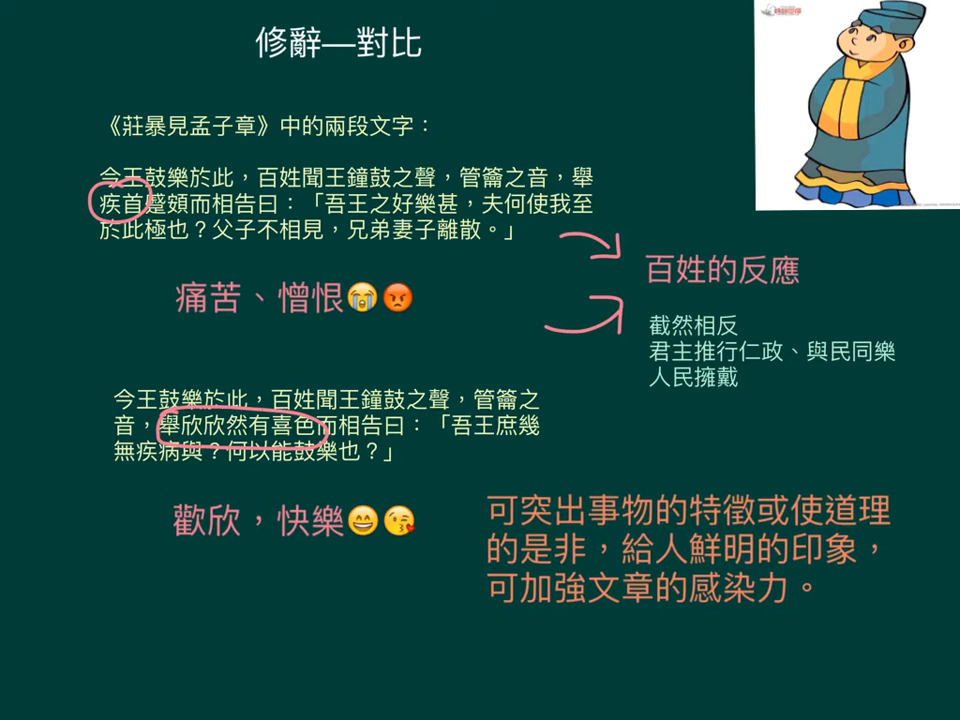 修辭—對比
《莊暴見孟子章》中的兩段文字：
今王鼓樂於此，百姓聞王鐘鼓之聲，管籥之音，舉
疾首蹙頞而相告曰：「吾王之好樂甚，夫何使我至
於此極也？父子不相見，兄弟妻子離散。」
痛苦、憎恨😭😡
百姓的反應
截然相反
君主推行仁政、與民同樂
人民擁戴
今王鼓樂於此，百姓聞王鐘鼓之聲，管籥之
音，舉欣欣然有喜色而相告曰：「吾王庶幾
無疾病與？何以能鼓樂也？」
歡欣，快樂😄😘
可突出事物的特徵或使道理
的是非，給人鮮明的印象，
可加強文章的感染力。